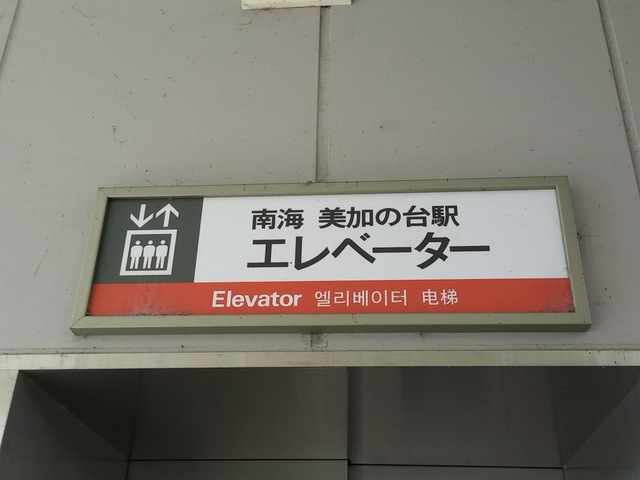 南海 美加の台駅
エレベーター
Elevator 엘리베이터 电梯